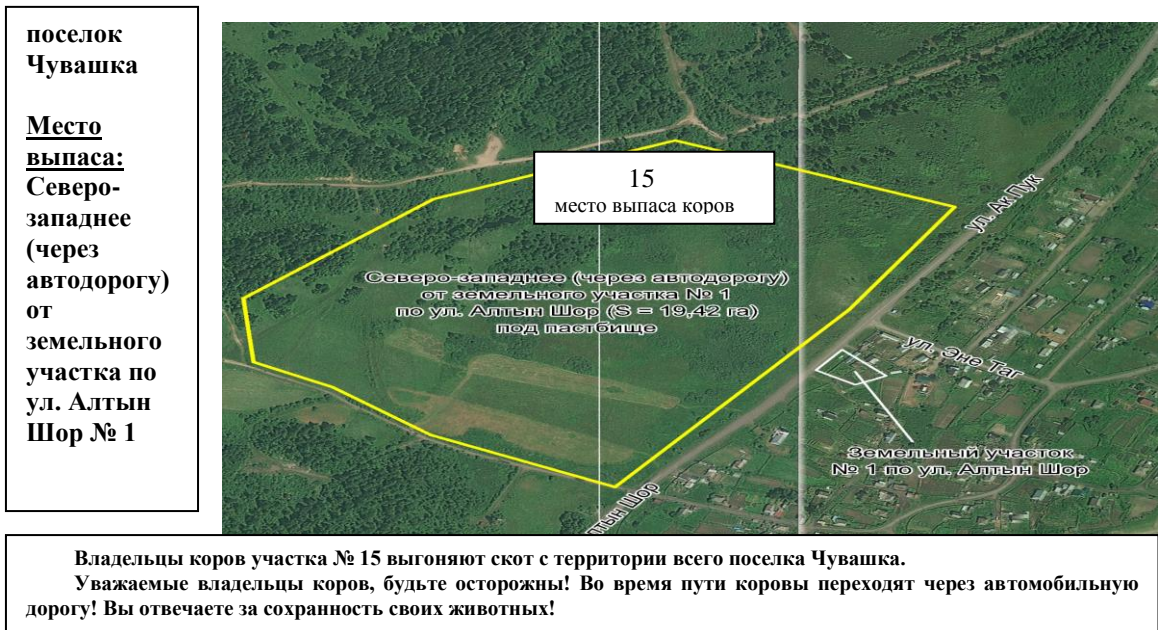 поселок
Чувашка
Место
выпаса:
Северо-
западнее
(через
автодорогу)
от
земельного
участка по
ул. Алтын
Шор № 1
15
место выпаса коров
ул. Ак Пук
Северо-западнее (через автодорогу)
от земельного участка № 1
по ул. Алтын Шор (S = 19,42 га)
под пастбище
ул. Эне Таг
Земельный участок
№ 1 по ул. Алтын Шор
лтын Шор
Владельцы коров участка № 15 выгоняют скот с территории всего поселка Чувашка.
Уважаемые владельцы коров, будьте осторожны! Во время пути коровы переходят через автомобильную
дорогу! Вы отвечаете за сохранность своих животных!